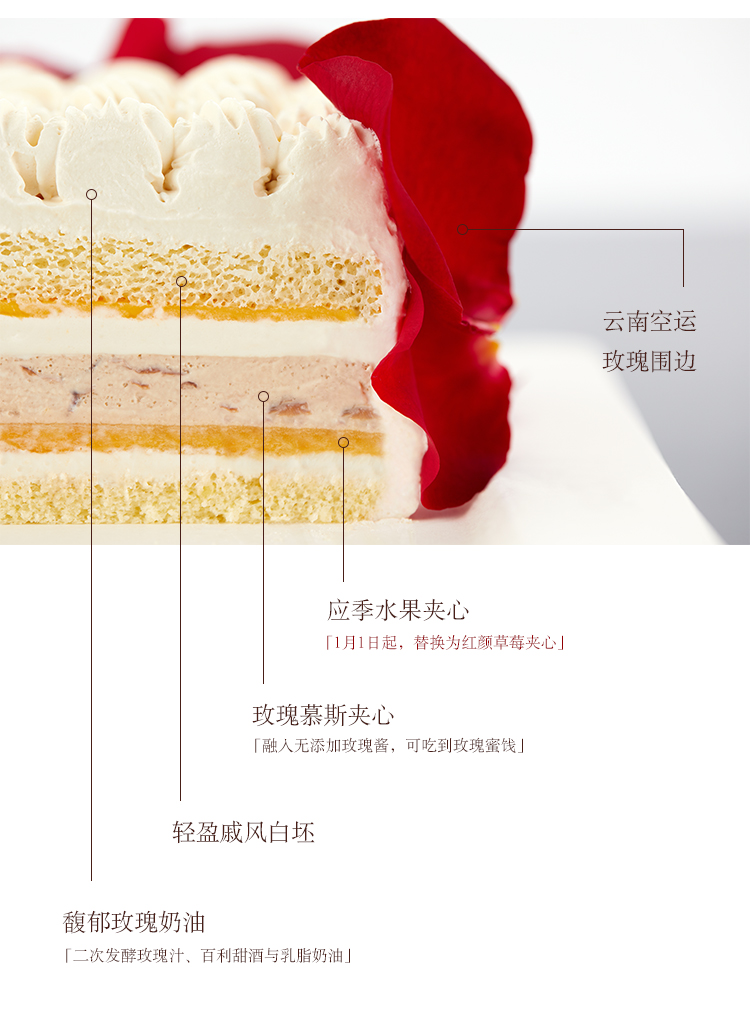 云南空运
玫瑰围边
应季水果夹心
「1月1日起，替换为红颜草莓夹心」
玫瑰慕斯夹心
「融入无添加玫瑰酱，可吃到玫瑰蜜饯」
轻盈戚风白坯
馥郁玫瑰奶油
「二次发酵玫瑰汁、百利甜酒与乳脂奶油」